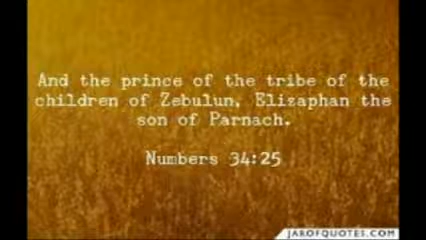 And the prince of the tribe of the
children of Zebulun, Elizaphan the
son of Parnach.
Numbers 34:25
JAROFQUOTES.COM